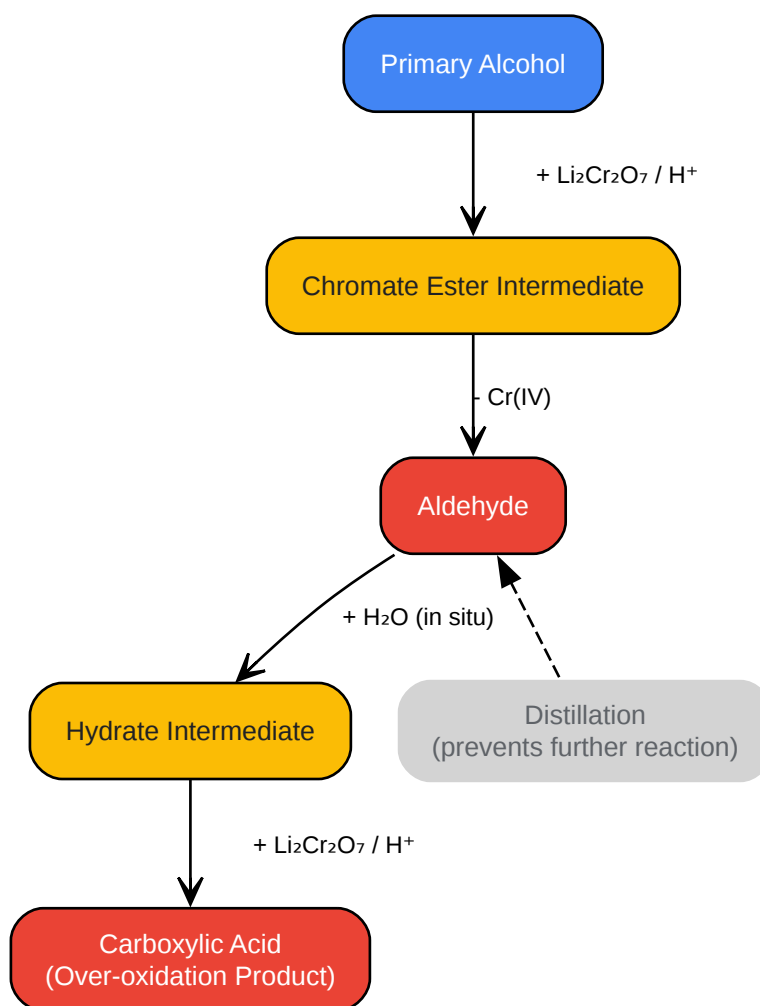 Primary Alcohol
+ Li₂Cr₂O₇ / H⁺
Chromate Ester Intermediate
- Cr(IV)
Aldehyde
+ H₂O (in situ)
Hydrate Intermediate
Distillation
(prevents further reaction)
+ Li₂Cr₂O₇ / H⁺
Carboxylic Acid
(Over-oxidation Product)